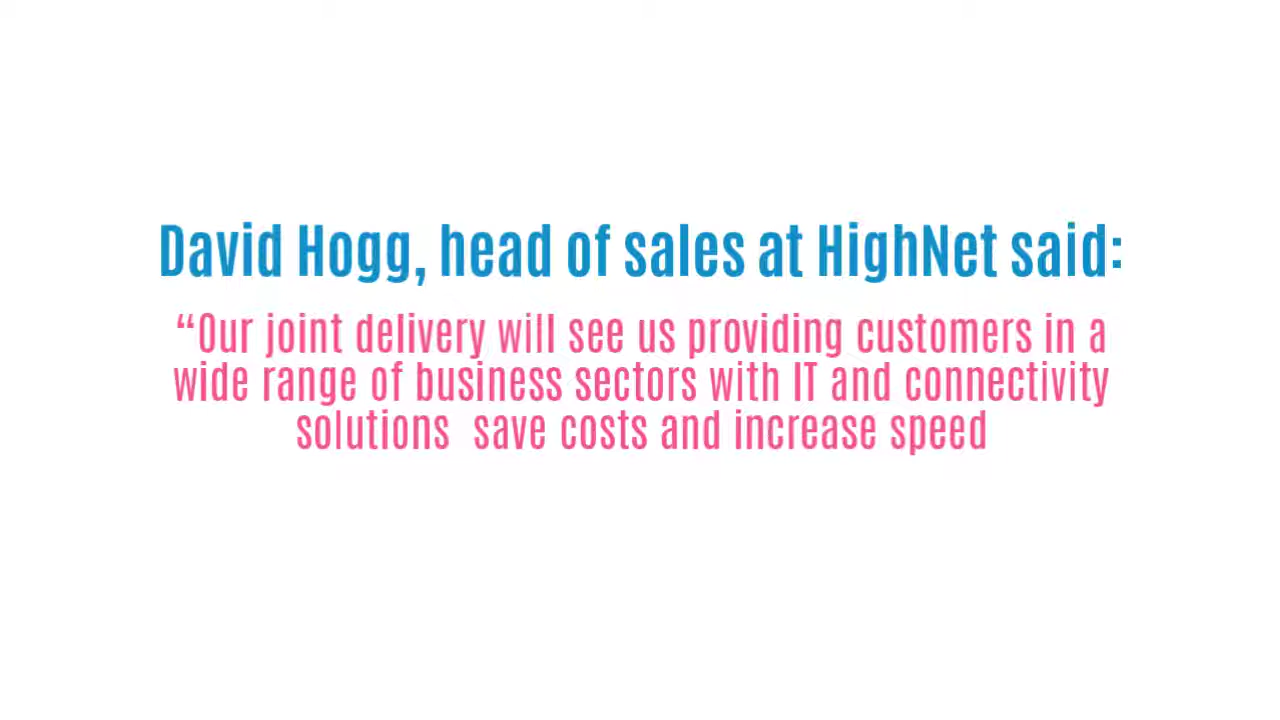 David Hogg, head of sales at HighNet said:
“Our joint delivery will see us providing customers in a
wide range of business sectors with IT and connectivity
solutions  save costs and increase speed